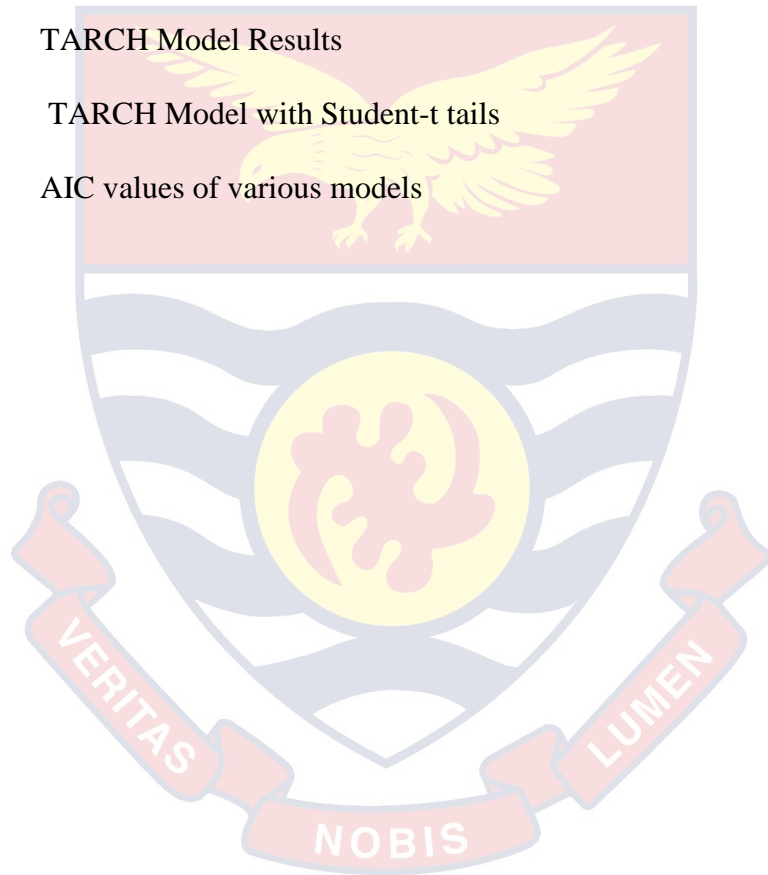 TARCH Model Results
TARCH Model with Student-t tails
AIC values of various models
VERITAS
NOBIS
LUMEN